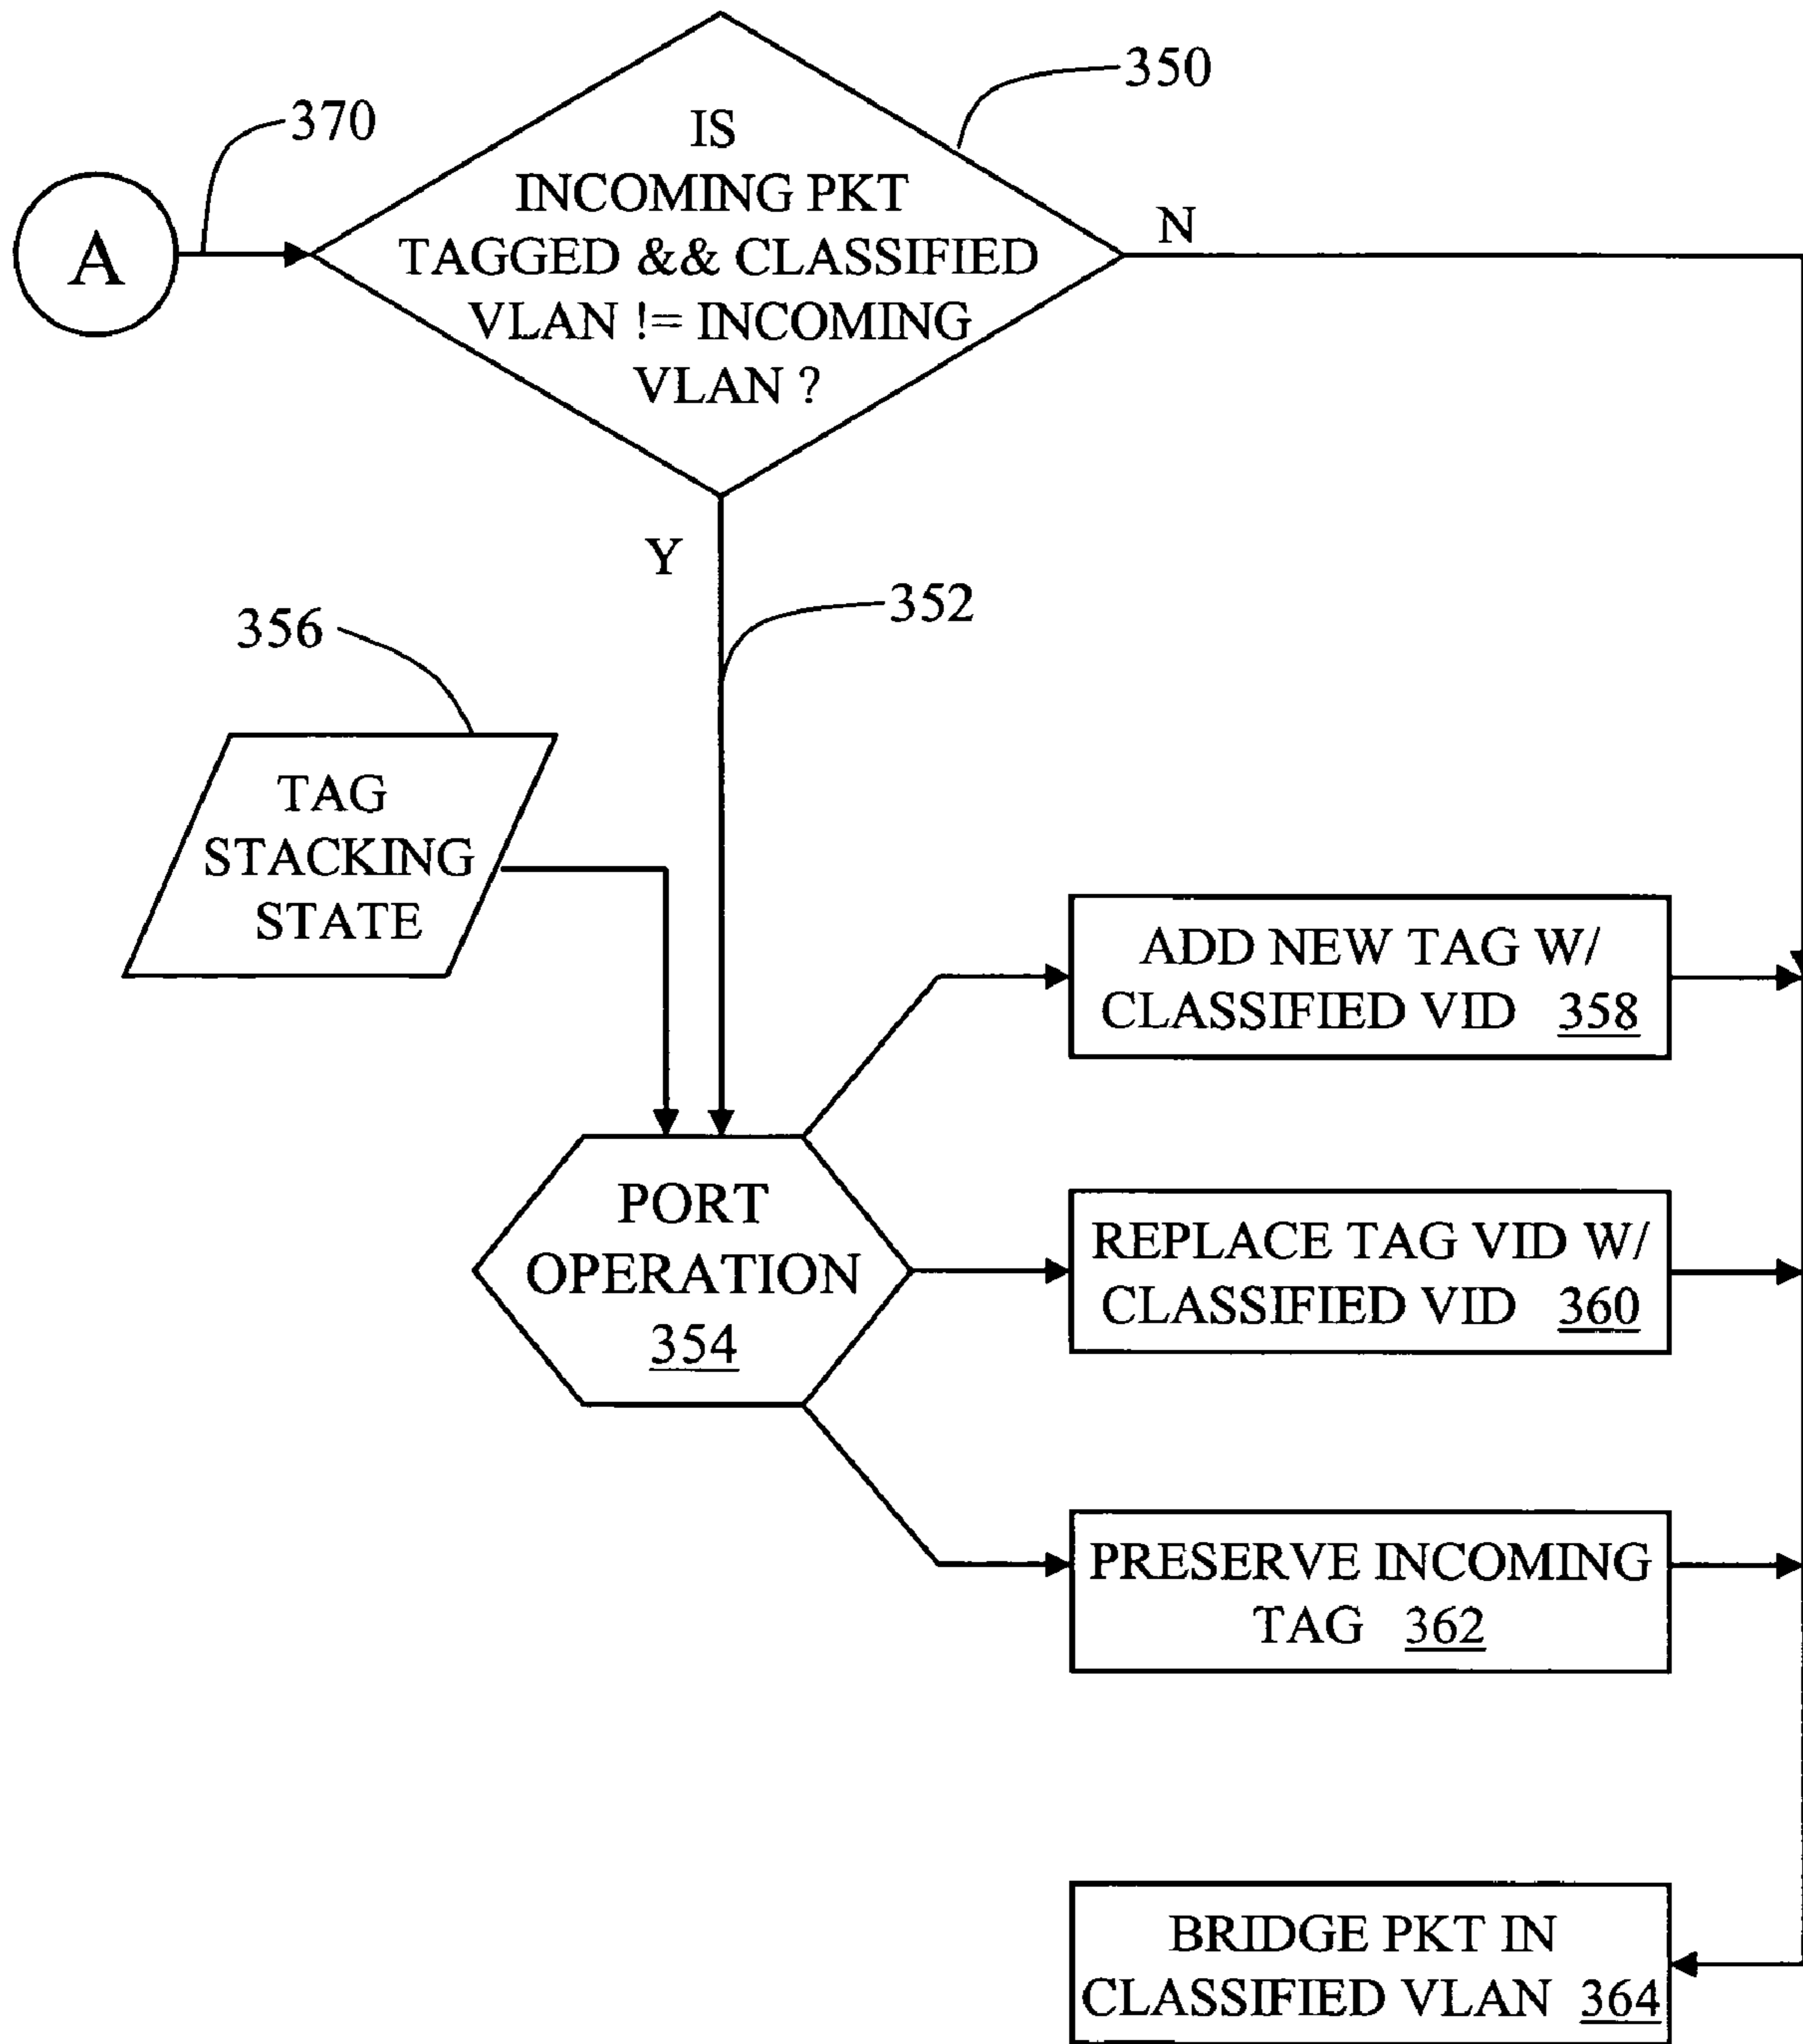 350
370
A
IS
INCOMING PKT
TAGGED && CLASSIFIED
VLAN != INCOMING
VLAN ?
N
Y
352
356
TAG
STACKING
STATE
ADD NEW TAG W/
CLASSIFIED VID 358
PORT
OPERATION
354
REPLACE TAG VID W/
CLASSIFIED VID 360
PRESERVE INCOMING
TAG 362
BRIDGE PKT IN
CLASSIFIED VLAN 364